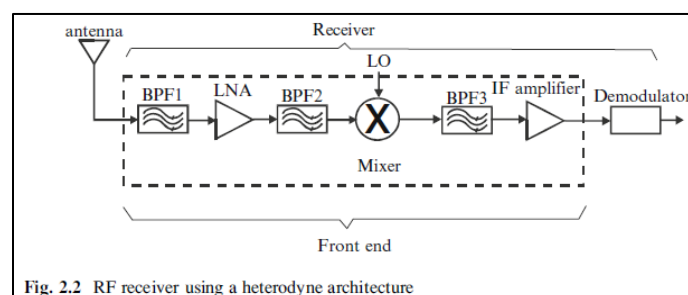 antenna
Receiver
LO
BPF1
LNA
BPF2
X
BPF3
IF amplifier
Demodulator
Mixer
Front end
Fig. 2.2 RF receiver using a heterodyne architecture